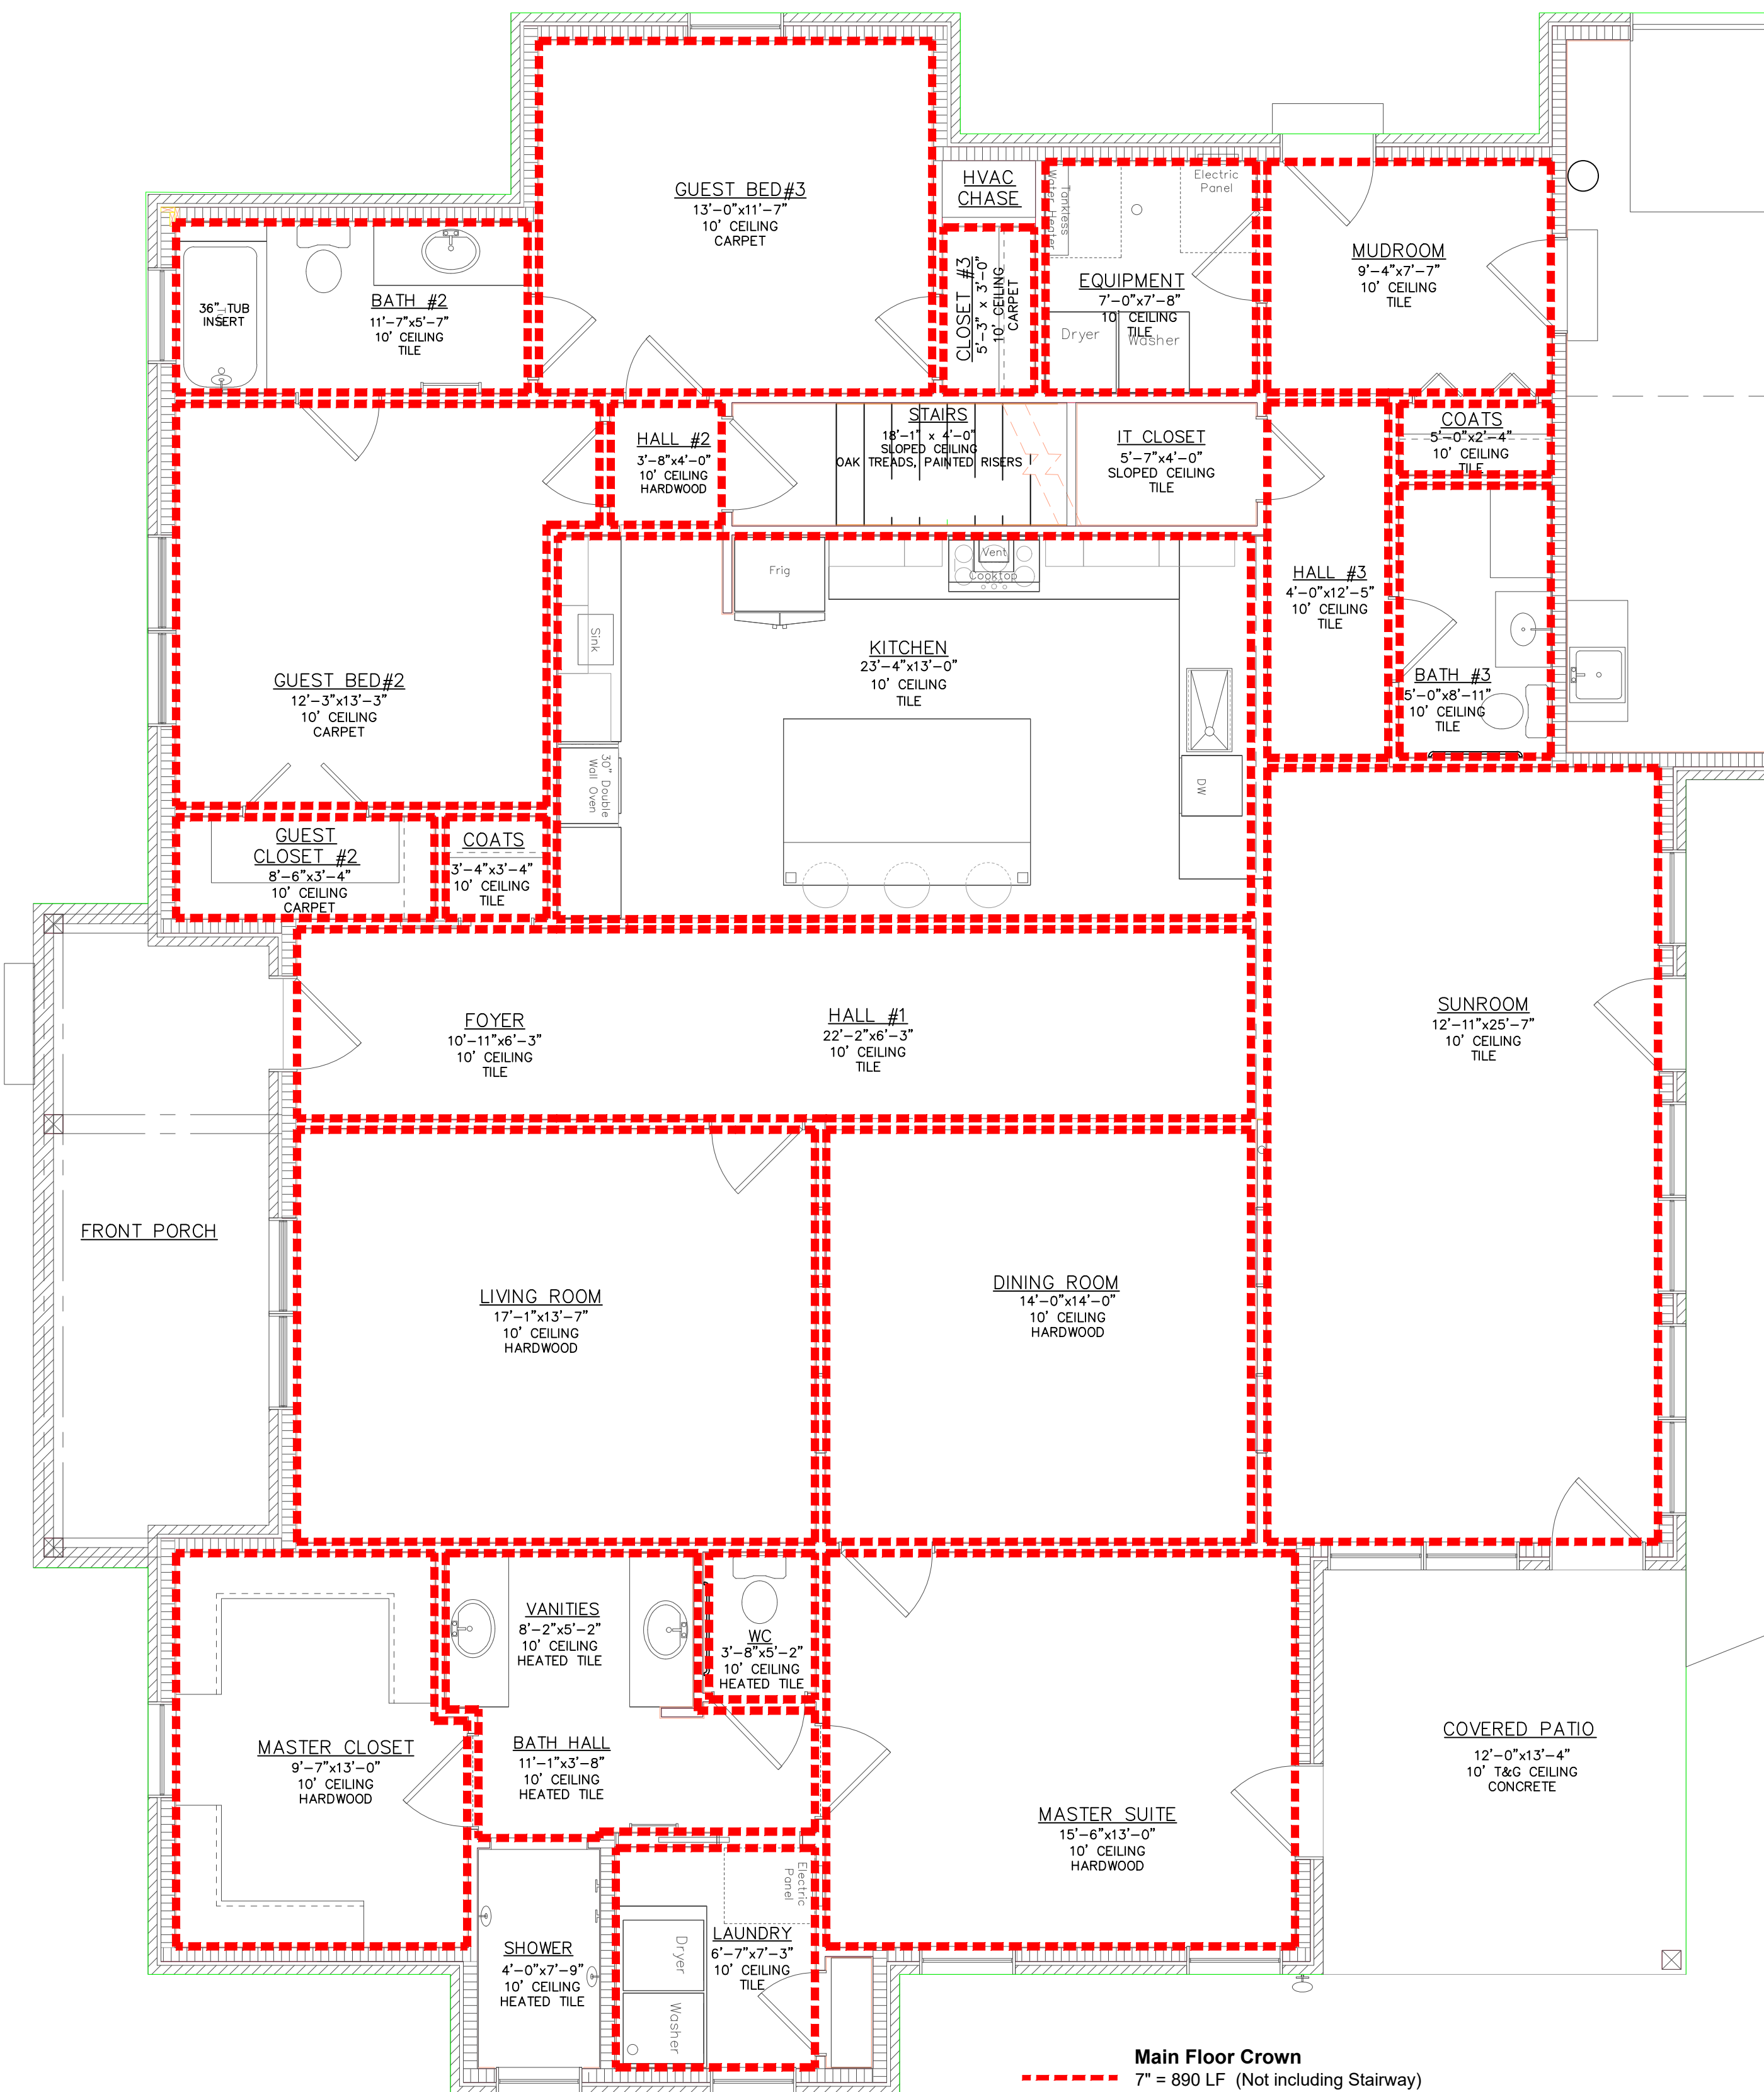 GUEST BED#3
13'-0"x11'-7"
10' CEILING
CARPET
HVAC
CHASE
Tankless
Water Heater
Electric
Panel
MUDROOM
9'-4"x7'-7"
10' CEILING
TILE
36" TUB
INSERT
BATH #2
11'-7"x5'-7"
10' CEILING
TILE
CLOSET #3
5'-3" x 3'-0"
10' CEILING
CARPET
EQUIPMENT
7'-0"x7'-8"
10' CEILING
TILE
Dryer
Washer
HALL #2
3'-8"x4'-0"
10' CEILING
HARDWOOD
STAIRS
18'-1" x 4'-0"
SLOPED CEILING
OAK TREADS, PAINTED RISERS
IT CLOSET
5'-7"x4'-0"
SLOPED CEILING
TILE
COATS
5'-0"x2'-4"
10' CEILING
TILE
Frig
Vent
Cooktop
Sink
HALL #3
4'-0"x12'-5"
10' CEILING
TILE
KITCHEN
23'-4"x13'-0"
10' CEILING
TILE
GUEST BED#2
12'-3"x13'-3"
10' CEILING
CARPET
BATH #3
5'-0"x8'-11"
10' CEILING
TILE
30" Double
Wall Oven
DW
GUEST
CLOSET #2
8'-6"x3'-4"
10' CEILING
CARPET
COATS
3'-4"x3'-4"
10' CEILING
TILE
FOYER
10'-11"x6'-3"
10' CEILING
TILE
HALL #1
22'-2"x6'-3"
10' CEILING
TILE
SUNROOM
12'-11"x25'-7"
10' CEILING
TILE
FRONT PORCH
LIVING ROOM
17'-1"x13'-7"
10' CEILING
HARDWOOD
DINING ROOM
14'-0"x14'-0"
10' CEILING
HARDWOOD
VANITIES
8'-2"x5'-2"
10' CEILING
HEATED TILE
WC
3'-8"x5'-2"
10' CEILING
HEATED TILE
MASTER CLOSET
9'-7"x13'-0"
10' CEILING
HARDWOOD
BATH HALL
11'-1"x3'-8"
10' CEILING
HEATED TILE
COVERED PATIO
12'-0"x13'-4"
10' T&G CEILING
CONCRETE
MASTER SUITE
15'-6"x13'-0"
10' CEILING
HARDWOOD
Electric
Panel
SHOWER
4'-0"x7'-9"
10' CEILING
HEATED TILE
Dryer
Washer
LAUNDRY
6'-7"x7'-3"
10' CEILING
TILE
Main Floor Crown
7" = 890 LF (Not including Stairway)